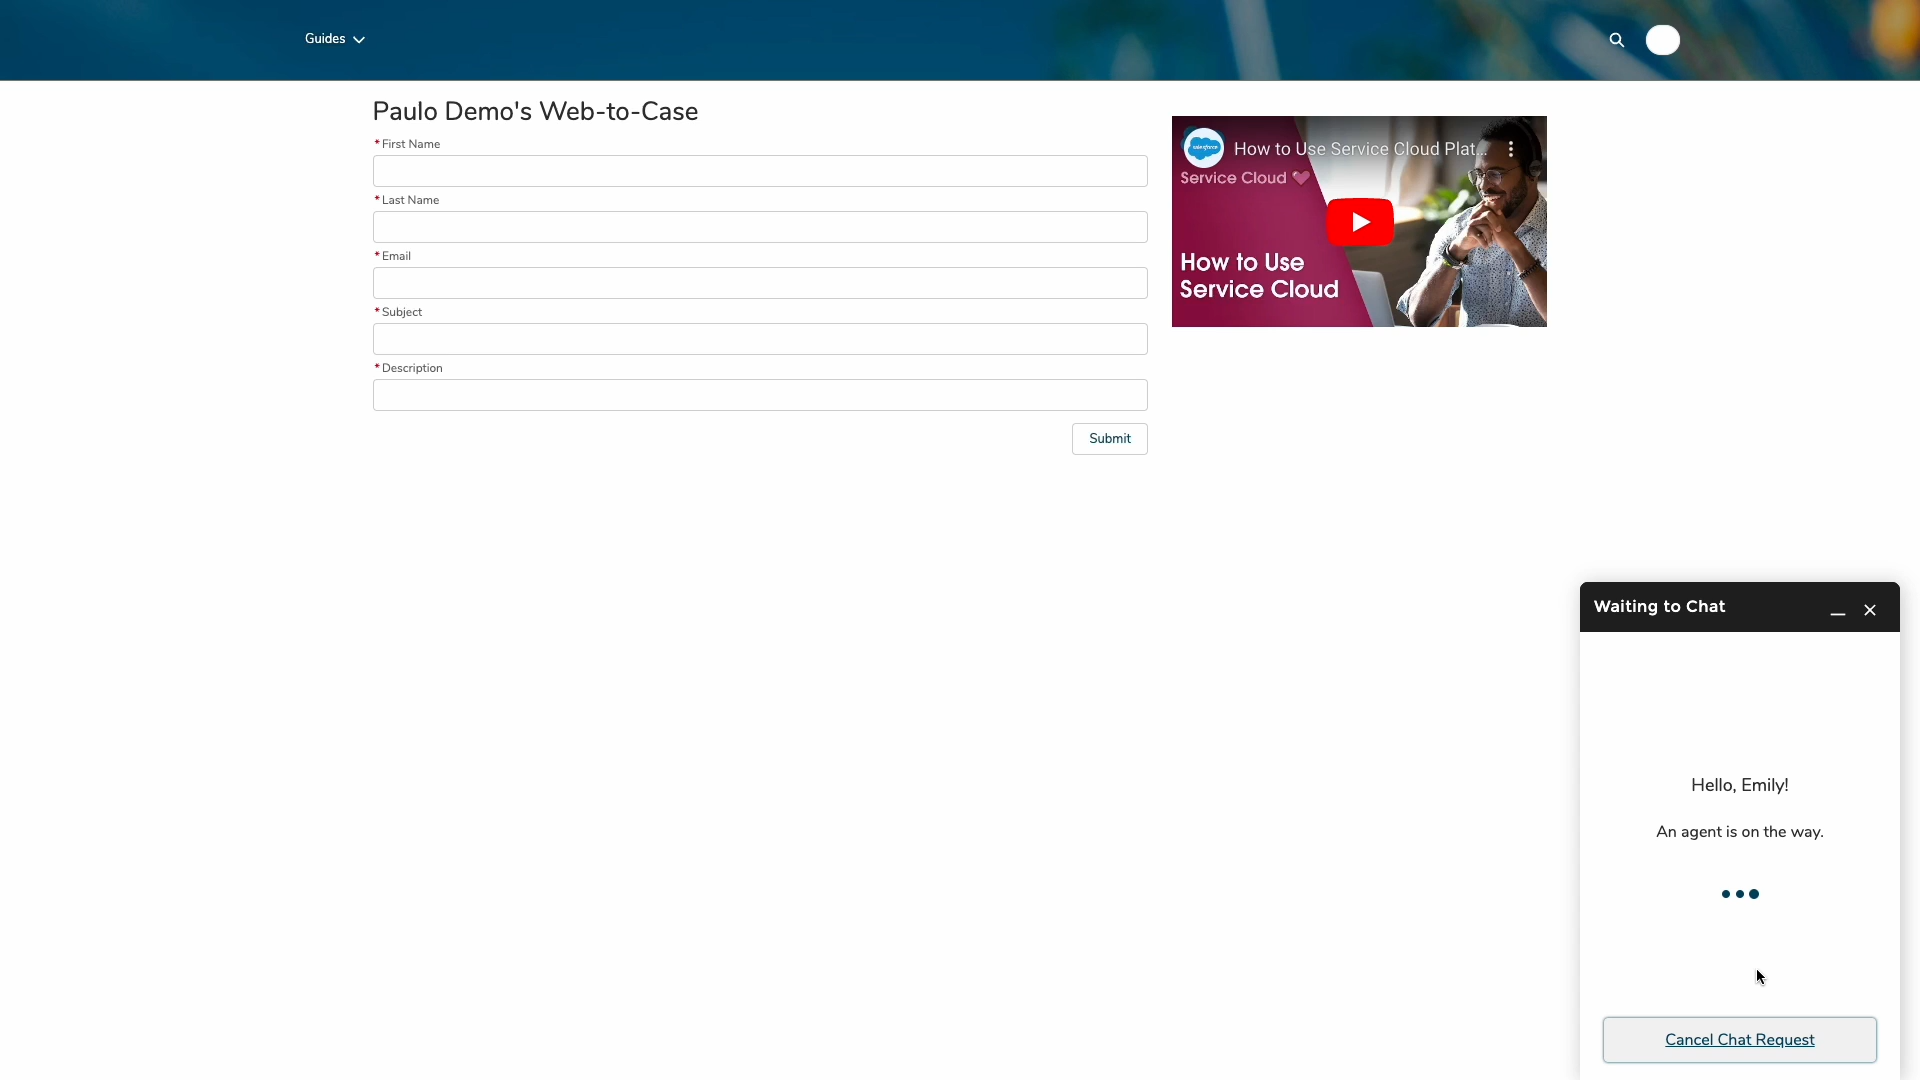 Guides
Paulo Demo's Web-to-Case
* First Name
* Last Name
* Email
* Subject
* Description
Submit
salesforce
How to Use Service Cloud Plat...
Service Cloud
How to Use
Service Cloud
Waiting to Chat
Hello, Emily!
An agent is on the way.
Cancel Chat Request